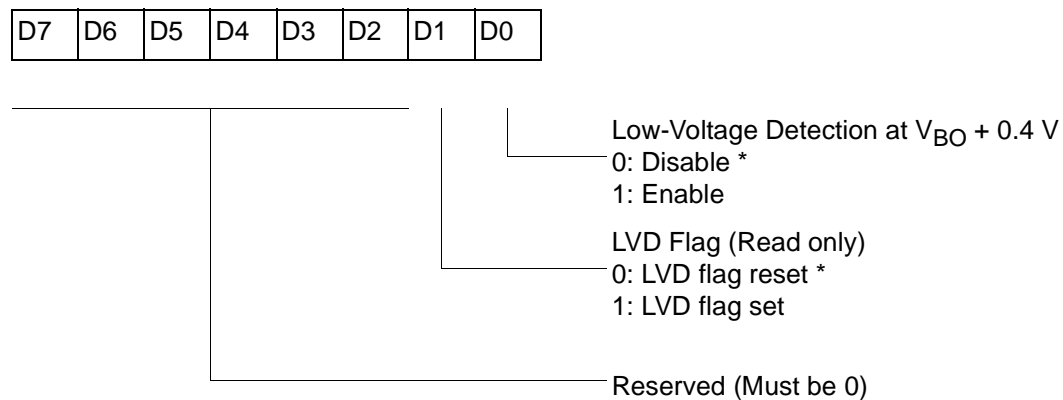 D7 D6 D5 D4 D3 D2 D1 D0
Low-Voltage Detection at VBO + 0.4 V
0: Disable *
1: Enable
LVD Flag (Read only)
0: LVD flag reset *
1: LVD flag set
Reserved (Must be 0)